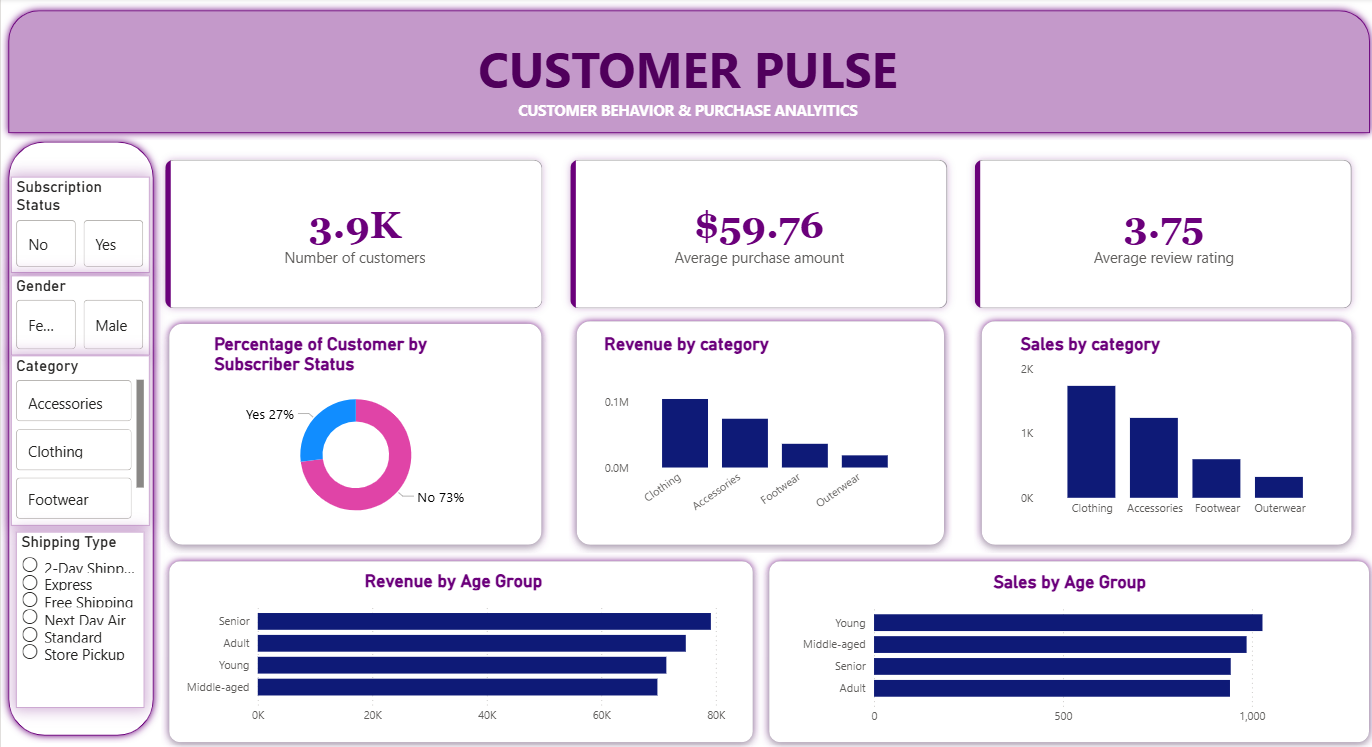 CUSTOMER PULSE
CUSTOMER BEHAVIOR & PURCHASE ANALYITICS
Subscription
Status
No
Yes
Gender
Fe...
Male
Category
Accessories
Clothing
Footwear
Shipping Type
2-Day Shipp...
Express
Free Shipping
Next Day Air
Standard
Store Pickup
3.9K
Number of customers
$59.76
Average purchase amount
3.75
Average review rating
Percentage of Customer by
Subscriber Status
Yes 27%
No 73%
Revenue by category
0.1M
0.0M
Clothing
Accessories
Footwear
Outerwear
Sales by category
2K
1K
0K
Clothing
Accessories
Footwear
Outerwear
Revenue by Age Group
Senior
Adult
Young
Middle-aged
0K
20K
40K
60K
80K
Sales by Age Group
Young
Middle-aged
Senior
Adult
0
500
1,000